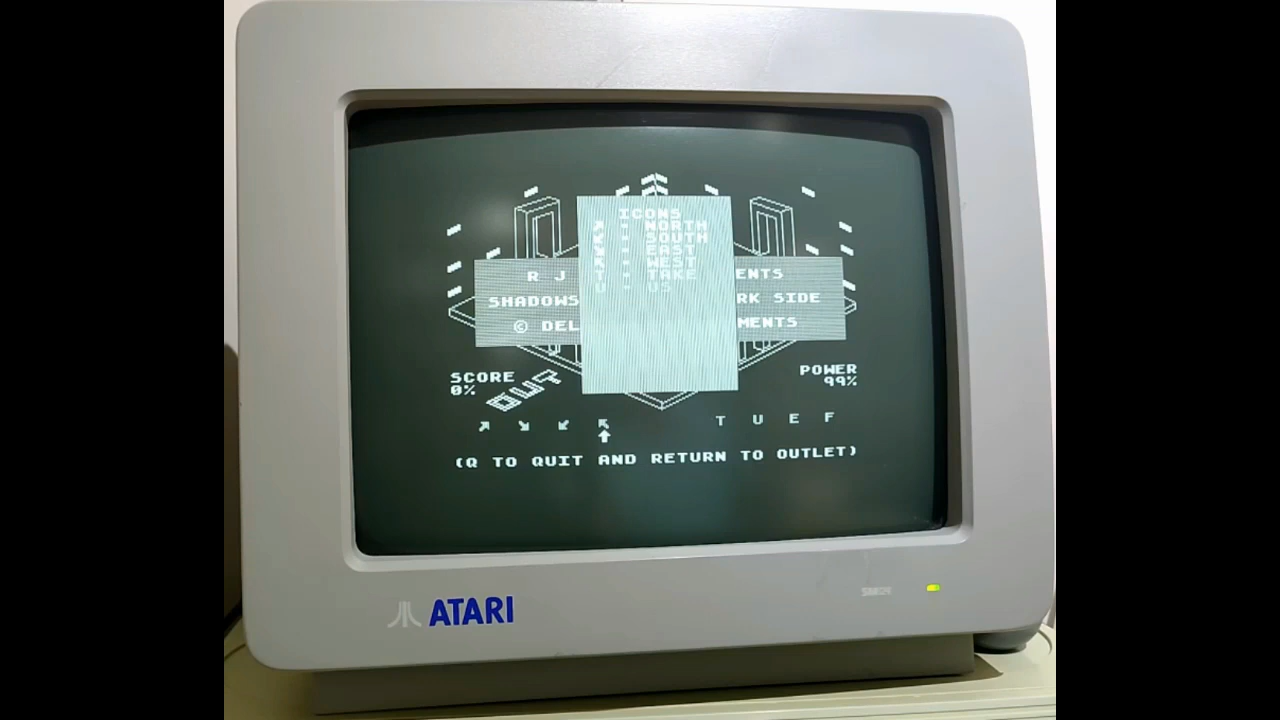 ICONS
↗ - NORTH
↘ - SOUTH
↙ - EAST
↖ - WEST
T - TAKE
U - US
R J ENTS
SHADOWS RK SIDE
© DEL MENTS
SCORE
0%
OUT
POWER
99%
↗ ↘ ↙ ↖ T U E F
(Q TO QUIT AND RETURN TO OUTLET)
ATARI